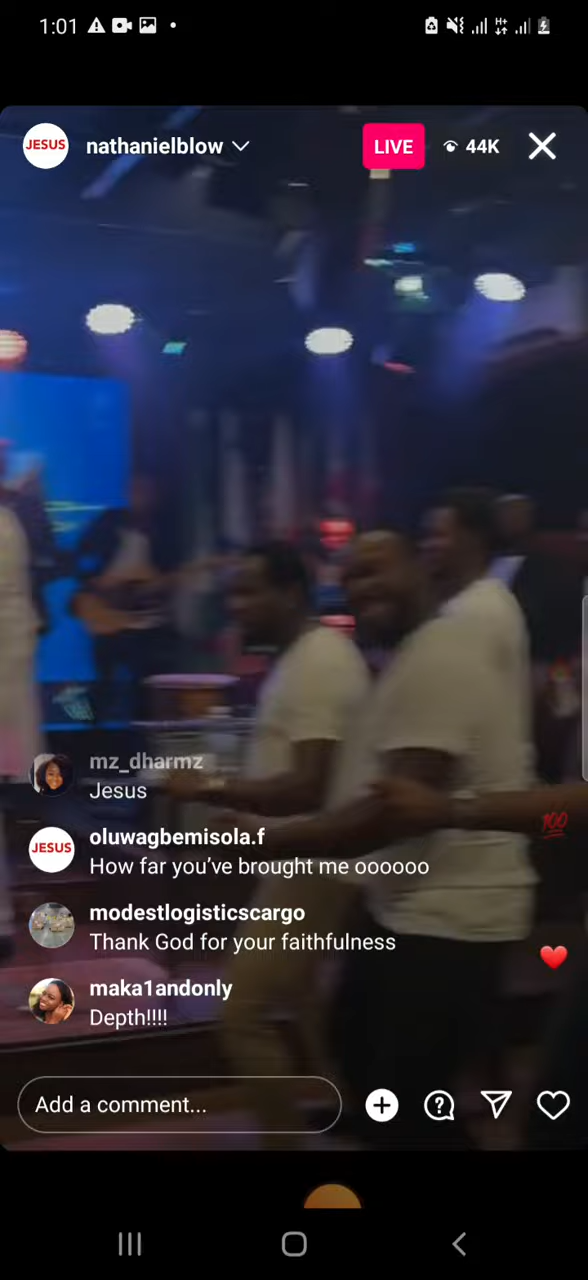 1:01
H+
JESUS
nathanielblow
LIVE
44K
mz_dharmz
Jesus
JESUS
oluwagbemisola.f
How far you’ve brought me oooooo
100
modestlogisticscargo
Thank God for your faithfulness
maka1andonly
Depth!!!!
Add a comment...